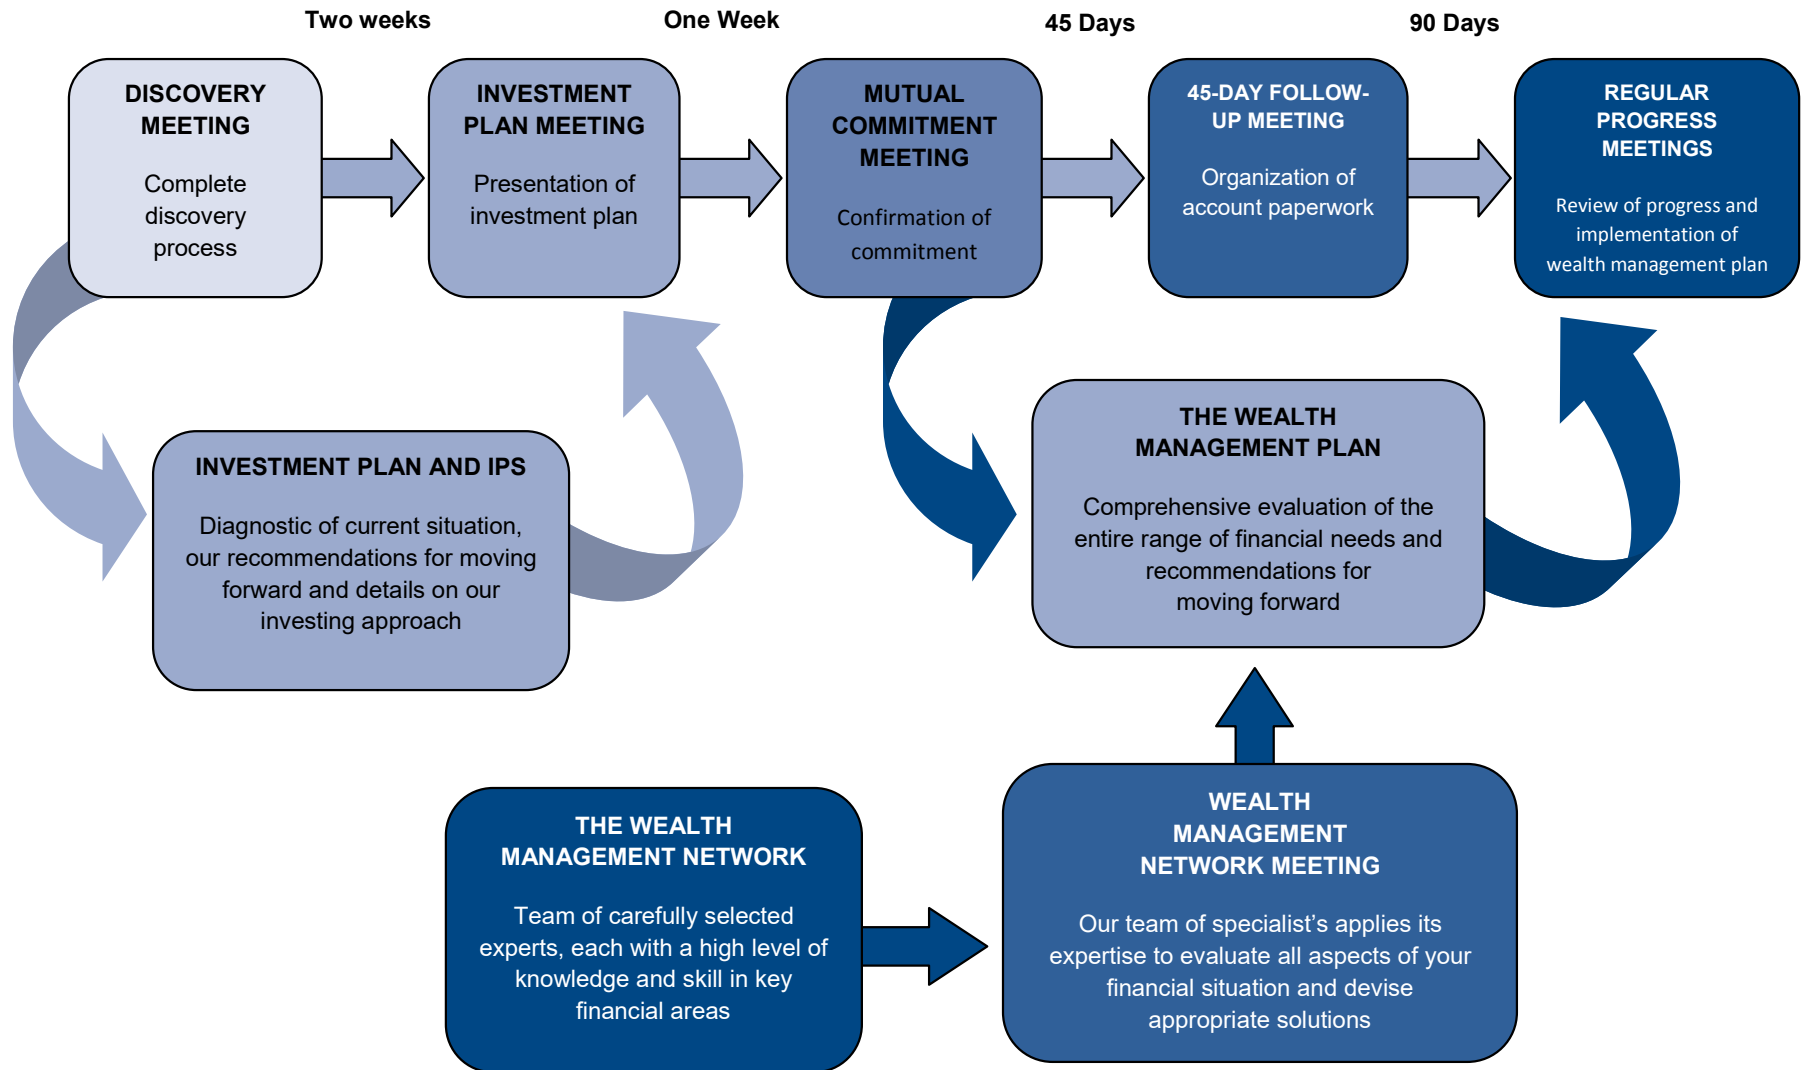 Two weeks
One Week
45 Days
90 Days
DISCOVERY
MEETING
Complete
discovery
process
INVESTMENT
PLAN MEETING
Presentation of
investment plan
MUTUAL
COMMITMENT
MEETING
Confirmation of
commitment
45-DAY FOLLOW-
UP MEETING
Organization of
account paperwork
REGULAR
PROGRESS
MEETINGS
Review of progress and
implementation of
wealth management plan
INVESTMENT PLAN AND IPS
Diagnostic of current situation,
our recommendations for moving
forward and details on our
investing approach
THE WEALTH
MANAGEMENT PLAN
Comprehensive evaluation of the
entire range of financial needs and
recommendations for
moving forward
THE WEALTH
MANAGEMENT NETWORK
Team of carefully selected
experts, each with a high level of
knowledge and skill in key
financial areas
WEALTH
MANAGEMENT
NETWORK MEETING
Our team of specialist's applies its
expertise to evaluate all aspects of your
financial situation and devise
appropriate solutions